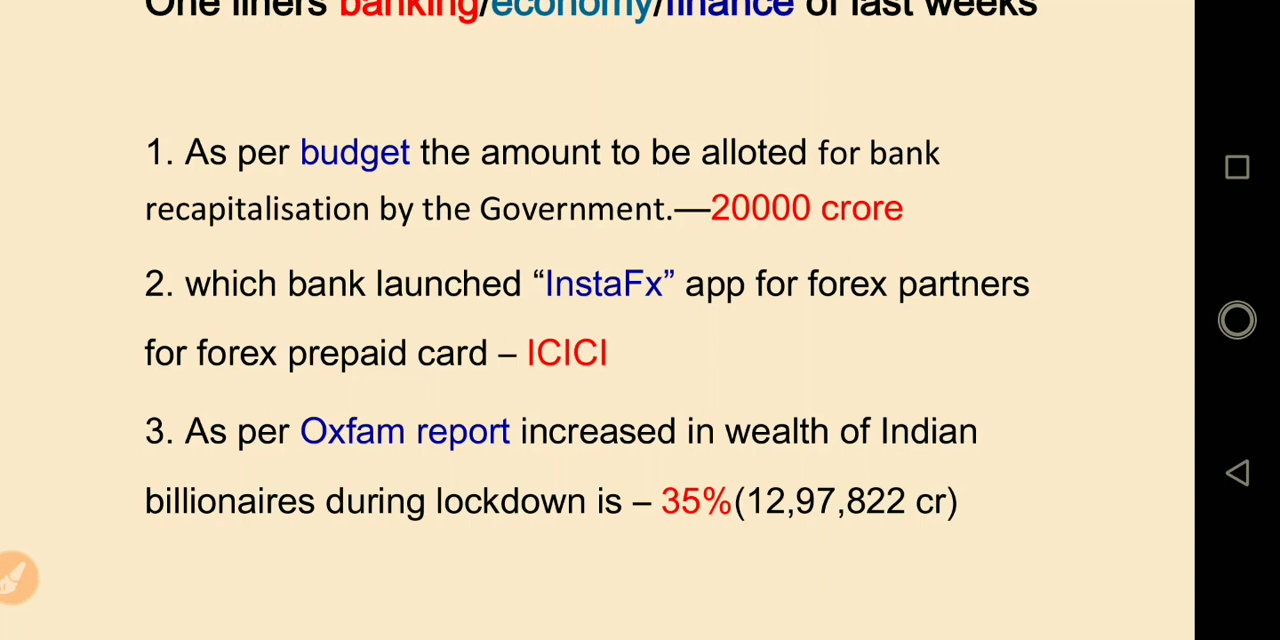 One liners banking/economy/finance of last weeks
1. As per budget the amount to be alloted for bank
recapitalisation by the Government.—20000 crore
2. which bank launched “InstaFx” app for forex partners
for forex prepaid card – ICICI
3. As per Oxfam report increased in wealth of Indian
billionaires during lockdown is – 35%(12,97,822 cr)